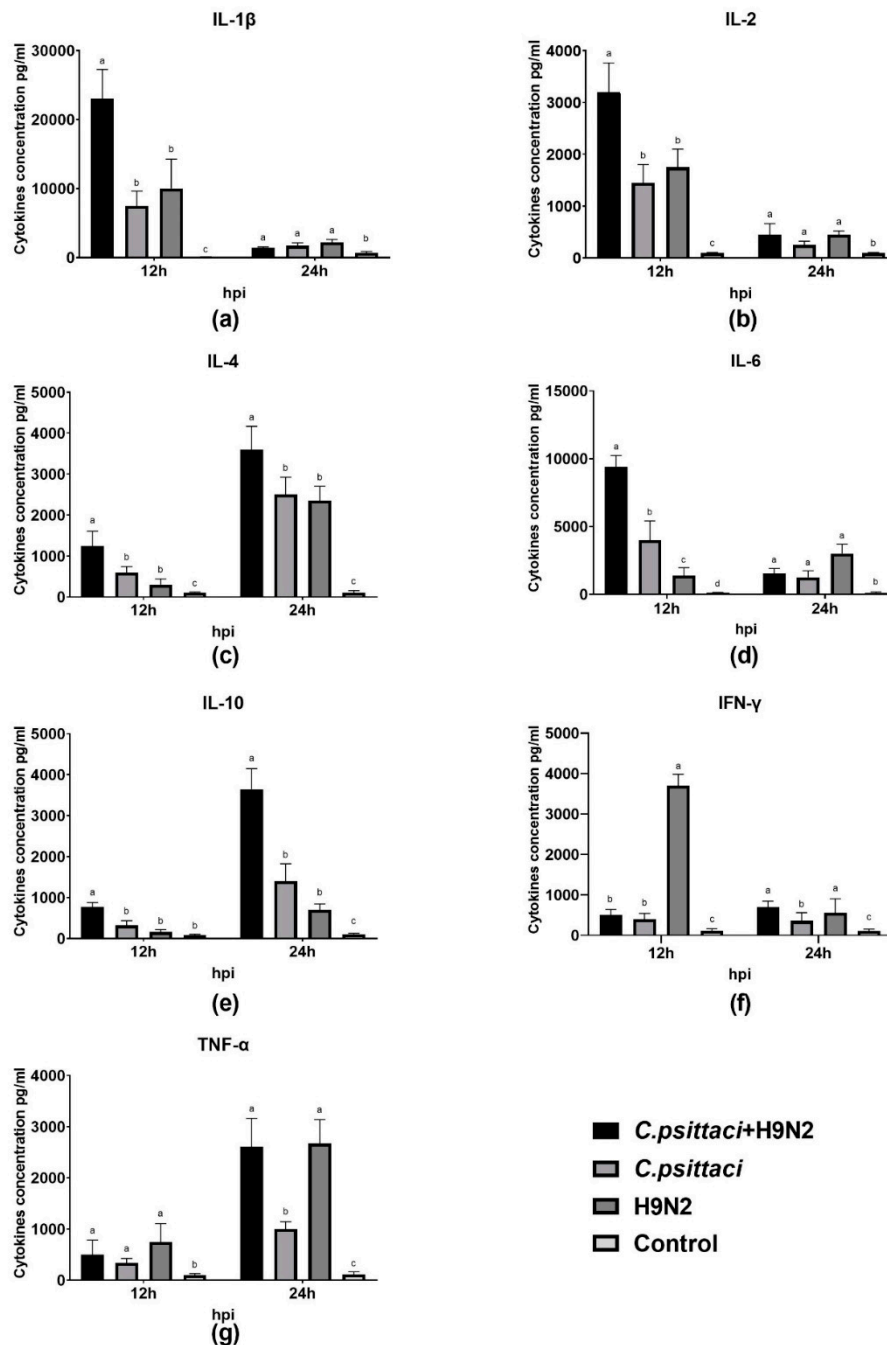 IL-1β
Cytokines concentration pg/ml
30000
20000
10000
0
a
b
b
c
a
a
a
b
12h
24h
hpi
(a)
IL-2
Cytokines concentration pg/ml
4000
3000
2000
1000
0
a
b
b
c
a
a
a
b
12h
24h
hpi
(b)
IL-4
Cytokines concentration pg/ml
5000
4000
3000
2000
1000
0
a
b
b
c
a
b
b
c
12h
24h
hpi
(c)
IL-6
Cytokines concentration pg/ml
15000
10000
5000
0
a
b
c
d
a
a
a
b
12h
24h
hpi
(d)
IL-10
Cytokines concentration pg/ml
5000
4000
3000
2000
1000
0
a
b
b
b
a
b
b
c
12h
24h
hpi
(e)
IFN-γ
Cytokines concentration pg/ml
5000
4000
3000
2000
1000
0
b
b
a
c
a
b
a
c
12h
24h
hpi
(f)
TNF-α
Cytokines concentration pg/ml
4000
3000
2000
1000
0
a
a
a
b
a
b
a
c
12h
24h
hpi
(g)
C.psittaci+H9N2
C.psittaci
H9N2
Control